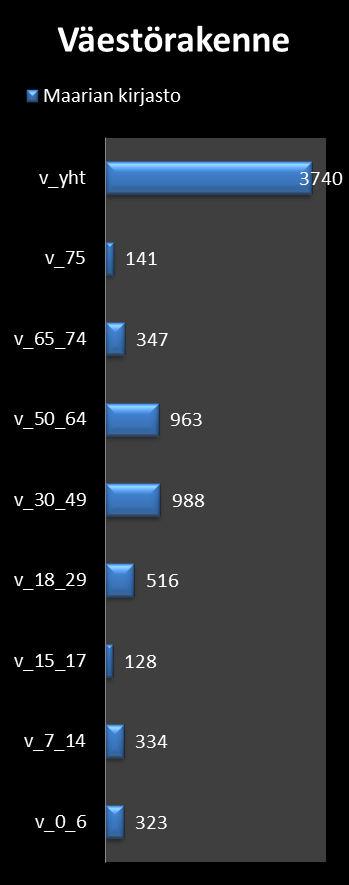 Väestörakenne
Maarian kirjasto
v_yht 3740
v_75 141
v_65_74 347
v_50_64 963
v_30_49 988
v_18_29 516
v_15_17 128
v_7_14 334
v_0_6 323